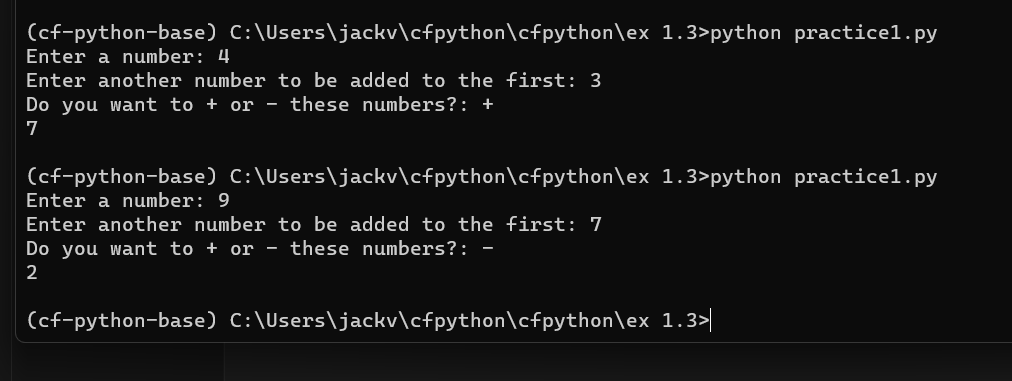 (cf-python-base) C:\Users\jackv\cfpython\cfpython\ex 1.3>python practice1.py
Enter a number: 4
Enter another number to be added to the first: 3
Do you want to + or - these numbers?: +
7
(cf-python-base) C:\Users\jackv\cfpython\cfpython\ex 1.3>python practice1.py
Enter a number: 9
Enter another number to be added to the first: 7
Do you want to + or - these numbers?: -
2
(cf-python-base) C:\Users\jackv\cfpython\cfpython\ex 1.3>